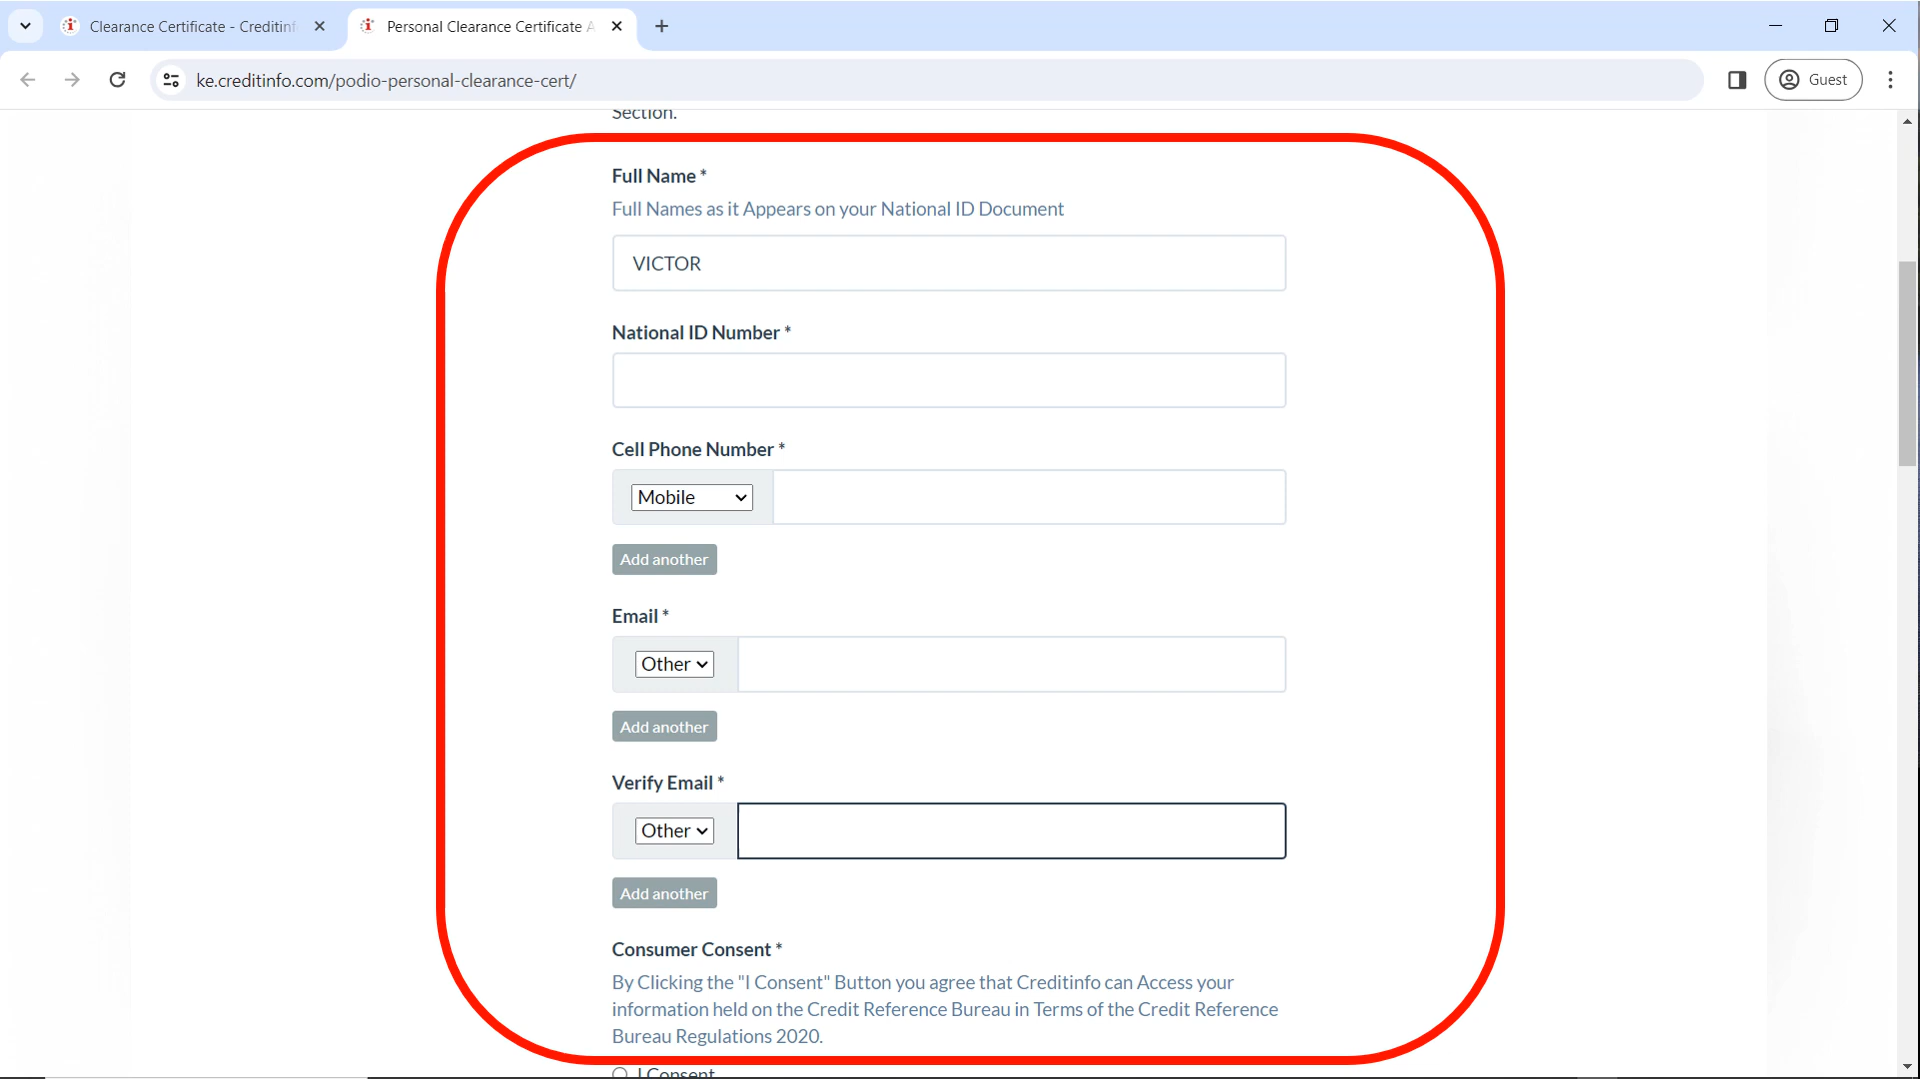 Clearance Certificate - Creditinf
Personal Clearance Certificate A
ke.creditinfo.com/podio-personal-clearance-cert/
Guest
Section.
Full Name *
Full Names as it Appears on your National ID Document
VICTOR
National ID Number *
Cell Phone Number *
Mobile
Add another
Email *
Other
Add another
Verify Email *
Other
Add another
Consumer Consent *
By Clicking the "I Consent" Button you agree that Creditinfo can Access your
information held on the Credit Reference Bureau in Terms of the Credit Reference
Bureau Regulations 2020.
I Consent